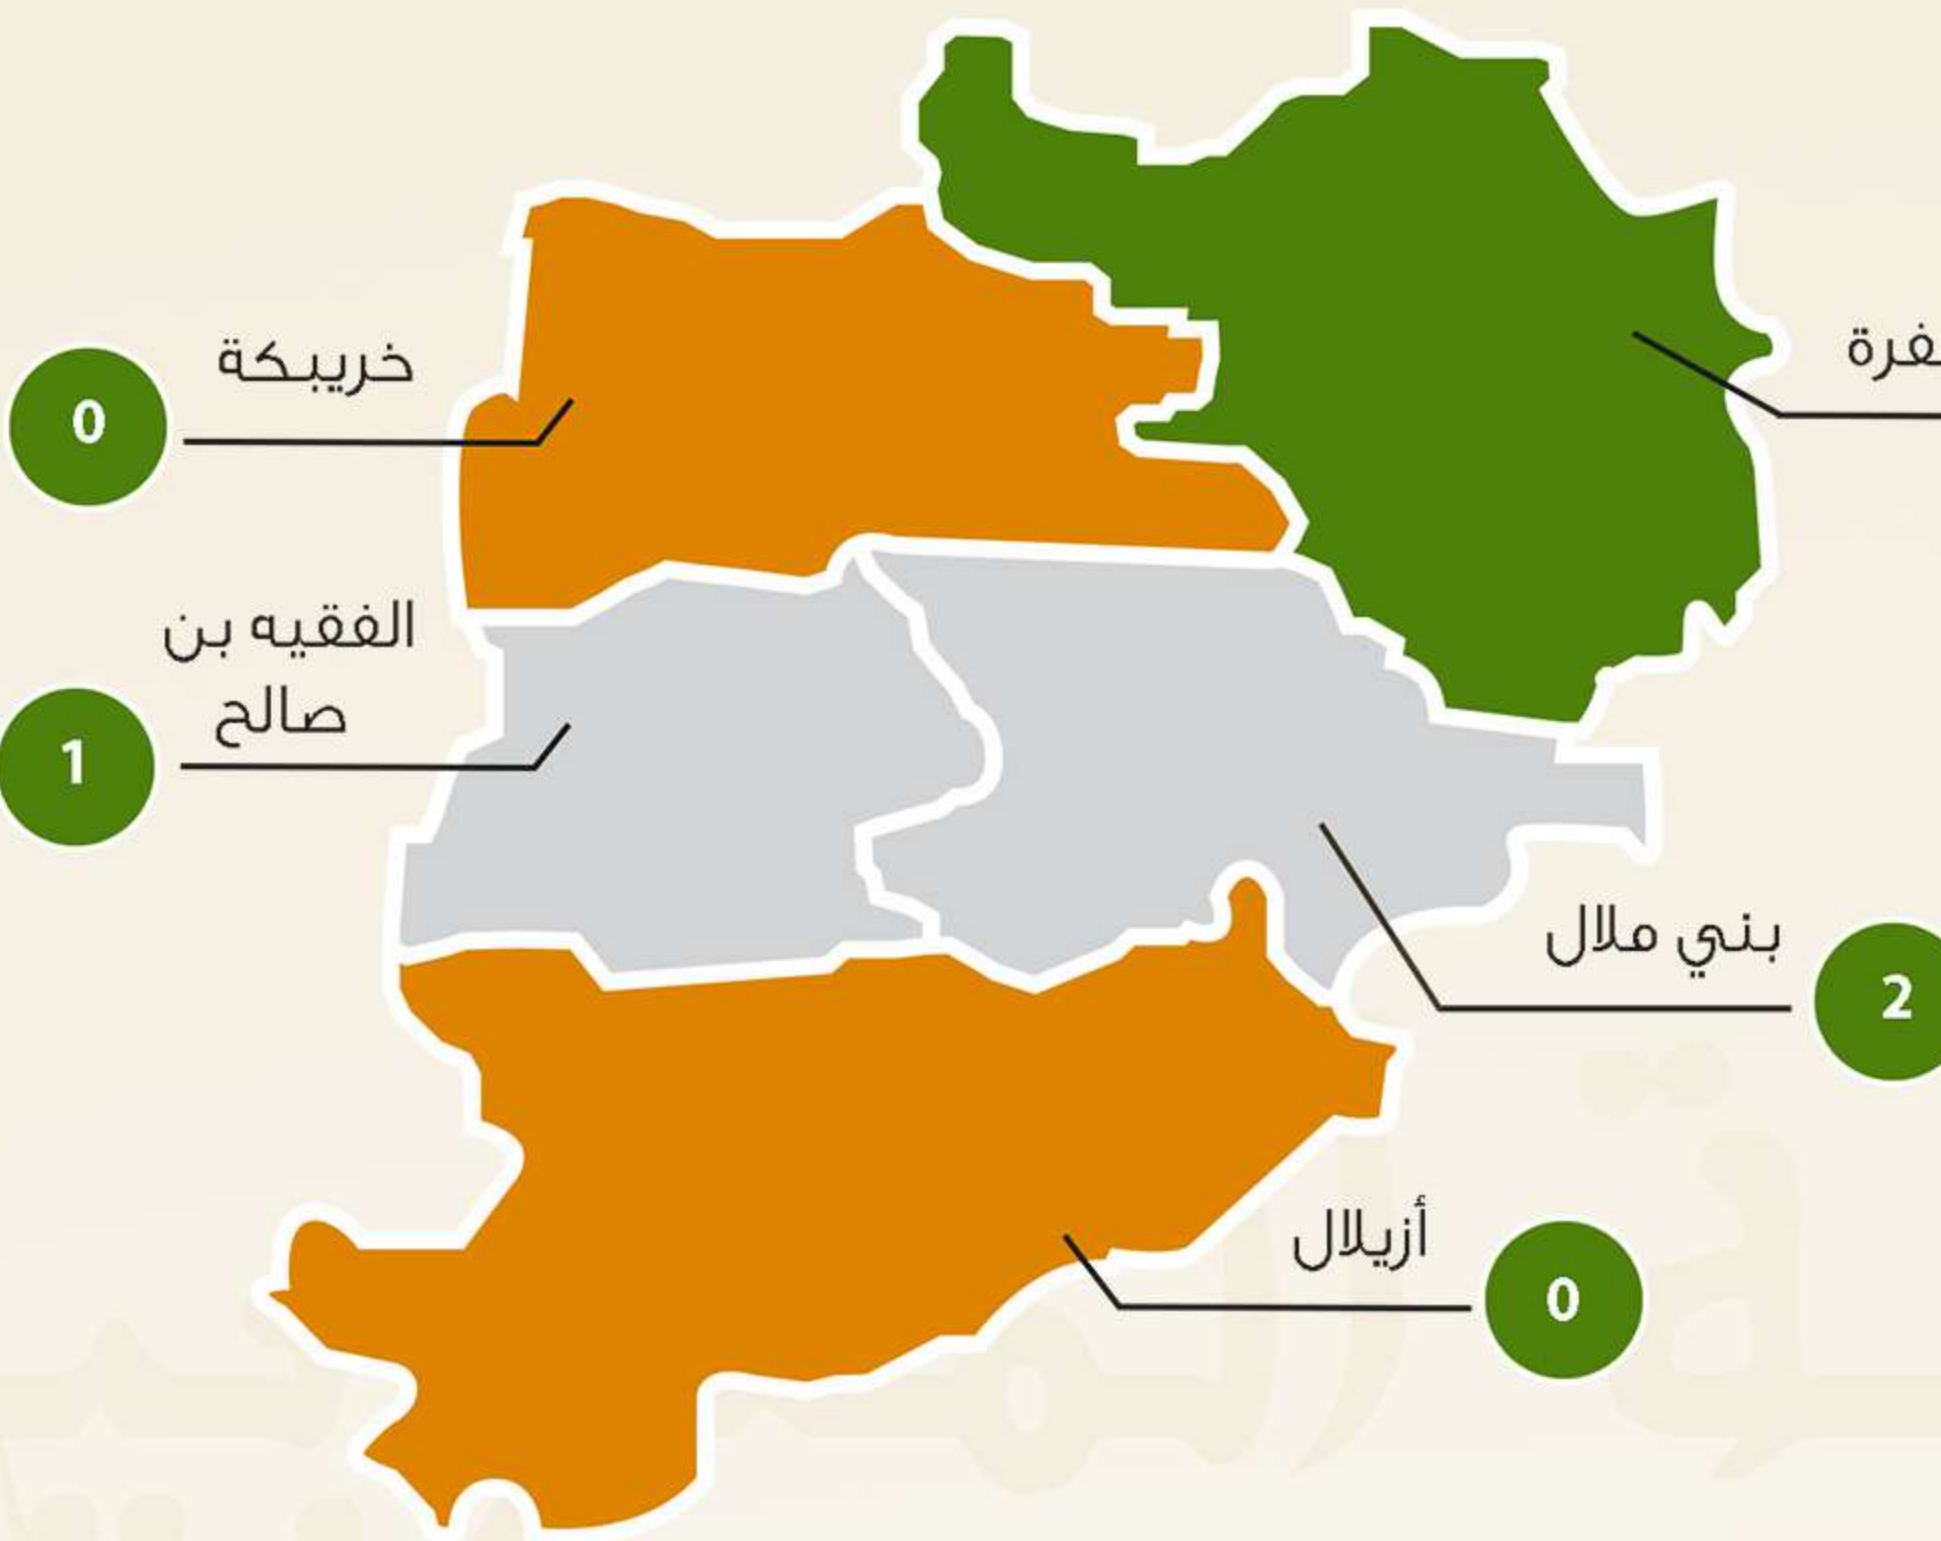 خريبكة
0
الفقيه بن
صالح
1
بني ملال
2
أزيلال
0